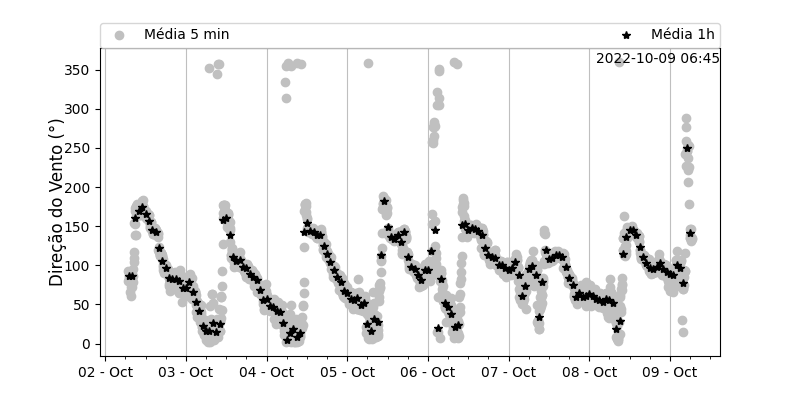 Média 5 min
Média 1h
2022-10-09 06:45
Direção do Vento (°)
350
300
250
200
150
100
50
0
02 - Oct
03 - Oct
04 - Oct
05 - Oct
06 - Oct
07 - Oct
08 - Oct
09 - Oct